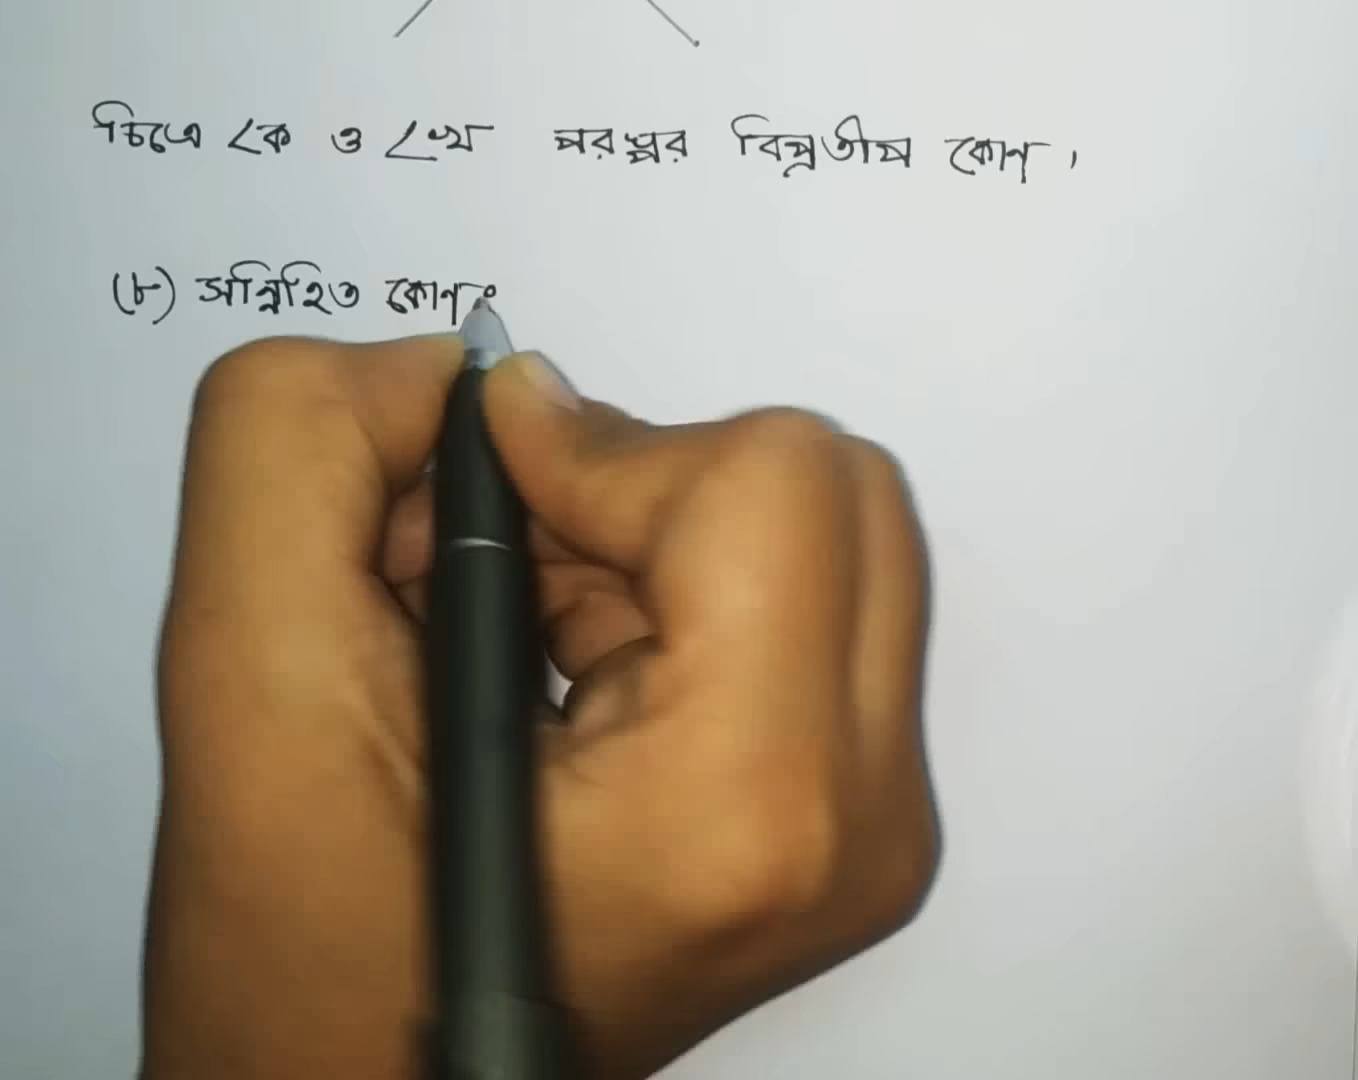 চিত্রে ∠ক ও ∠খ পরস্পর বিপ্রতীপ কোণ।
(৮) সন্নিহিত কোণঃ